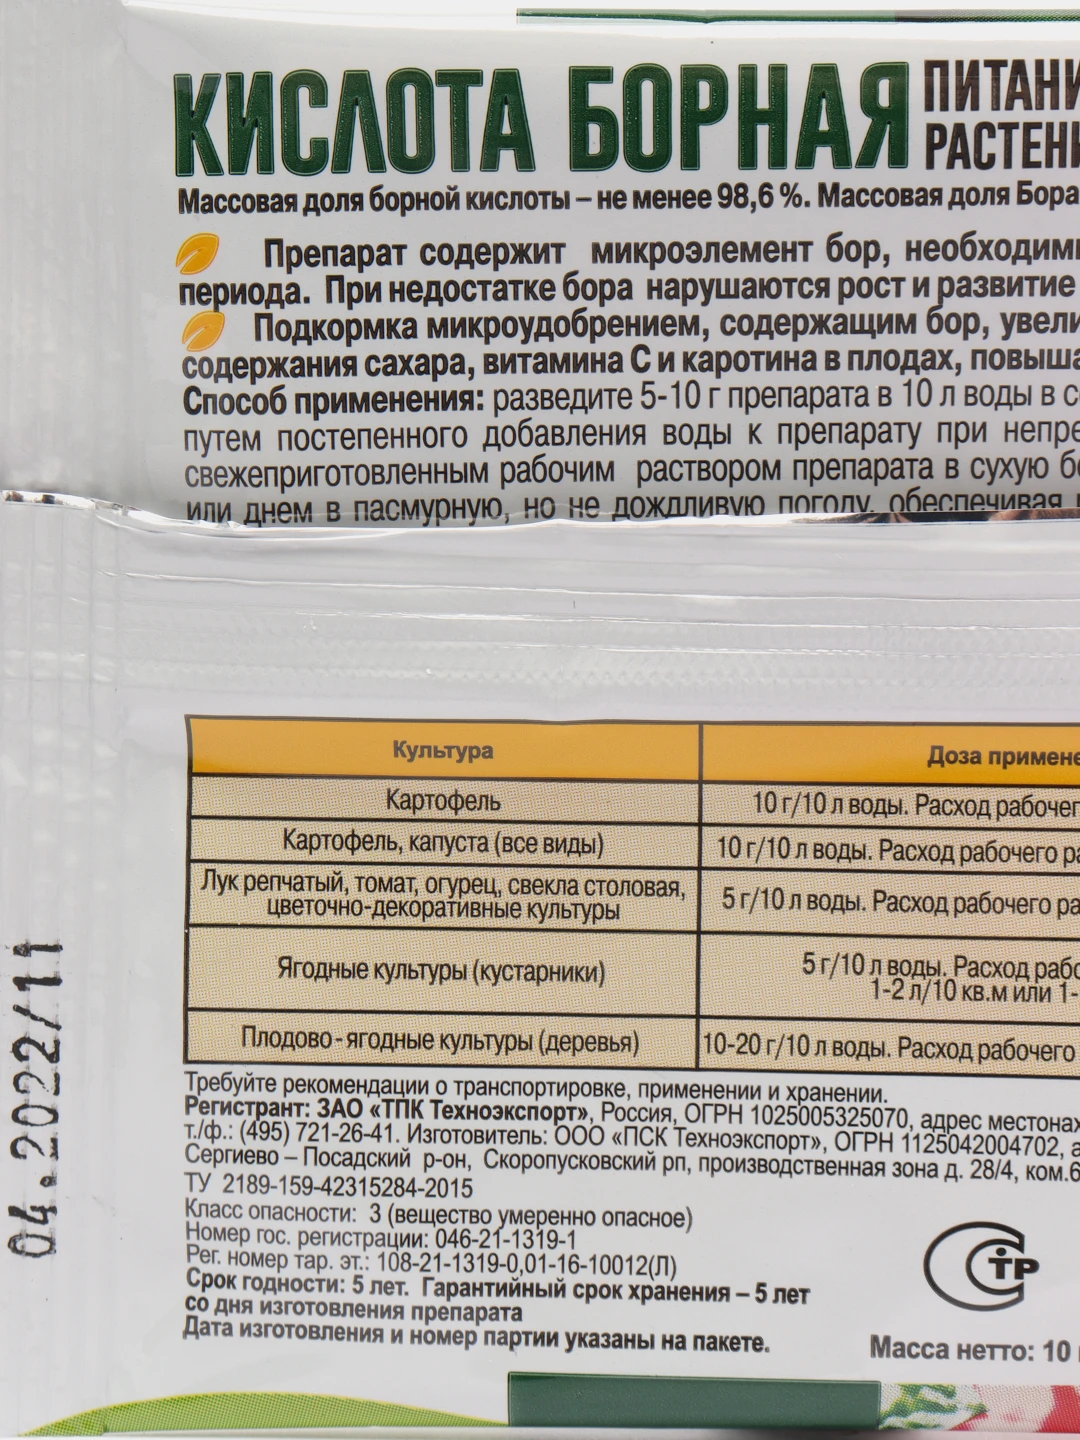 КИСЛОТА БОРНАЯ
ПИТАНИ
РАСТЕН
Массовая доля борной кислоты – не менее 98,6 %. Массовая доля Бора
Препарат содержит микроэлемент бор, необходим
периода. При недостатке бора нарушаются рост и развитие
Подкормка микроудобрением, содержащим бор, увели
содержания сахара, витамина С и каротина в плодах, повыша
Способ применения: разведите 5-10 г препарата в 10 л воды в с
путем постепенного добавления воды к препарату при непре
свежеприготовленным рабочим раствором препарата в сухую бе
или днем в пасмурную, но не дождливую погоду, обеспечивая
Культура
Доза примене
Картофель
10 г/10 л воды. Расход рабочег
Картофель, капуста (все виды)
10 г/10 л воды. Расход рабочего ра
Лук репчатый, томат, огурец, свекла столовая,
цветочно-декоративные культуры
5 г/10 л воды. Расход рабочего ра
Ягодные культуры (кустарники)
5 г/10 л воды. Расход рабо
1-2 л/10 кв.м или 1-
Плодово-ягодные культуры (деревья)
10-20 г/10 л воды. Расход рабочего
Требуйте рекомендации о транспортировке, применении и хранении.
Регистрант: ЗАО «ТПК Техноэкспорт», Россия, ОГРН 1025005325070, адрес местонах
т./ф.: (495) 721-26-41. Изготовитель: ООО «ПСК Техноэкспорт», ОГРН 1125042004702, а
Сергиево – Посадский р-он, Скоропусковский рп, производственная зона д. 28/4, ком.6
ТУ 2189-159-42315284-2015
Класс опасности: 3 (вещество умеренно опасное)
Номер гос. регистрации: 046-21-1319-1
Рег. номер тар. эт.: 108-21-1319-0,01-16-10012(Л)
Срок годности: 5 лет. Гарантийный срок хранения – 5 лет
со дня изготовления препарата
Дата изготовления и номер партии указаны на пакете.
СТР
Масса нетто: 10
04.2022/11